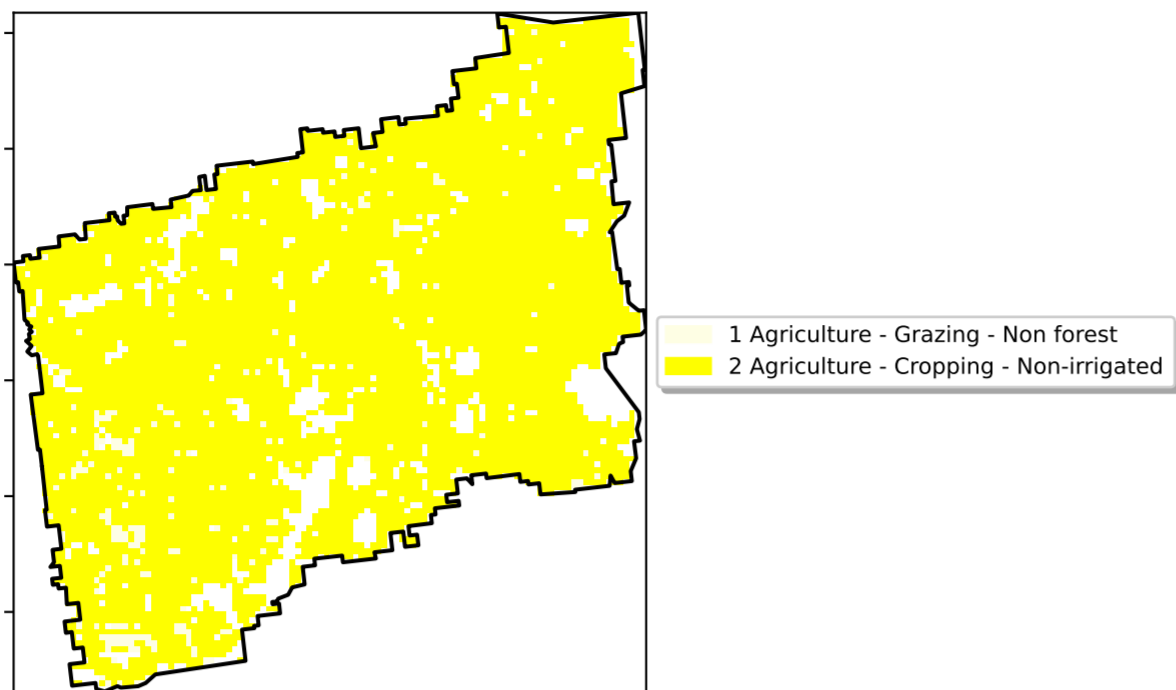 1 Agriculture - Grazing - Non forest
2 Agriculture - Cropping - Non-irrigated